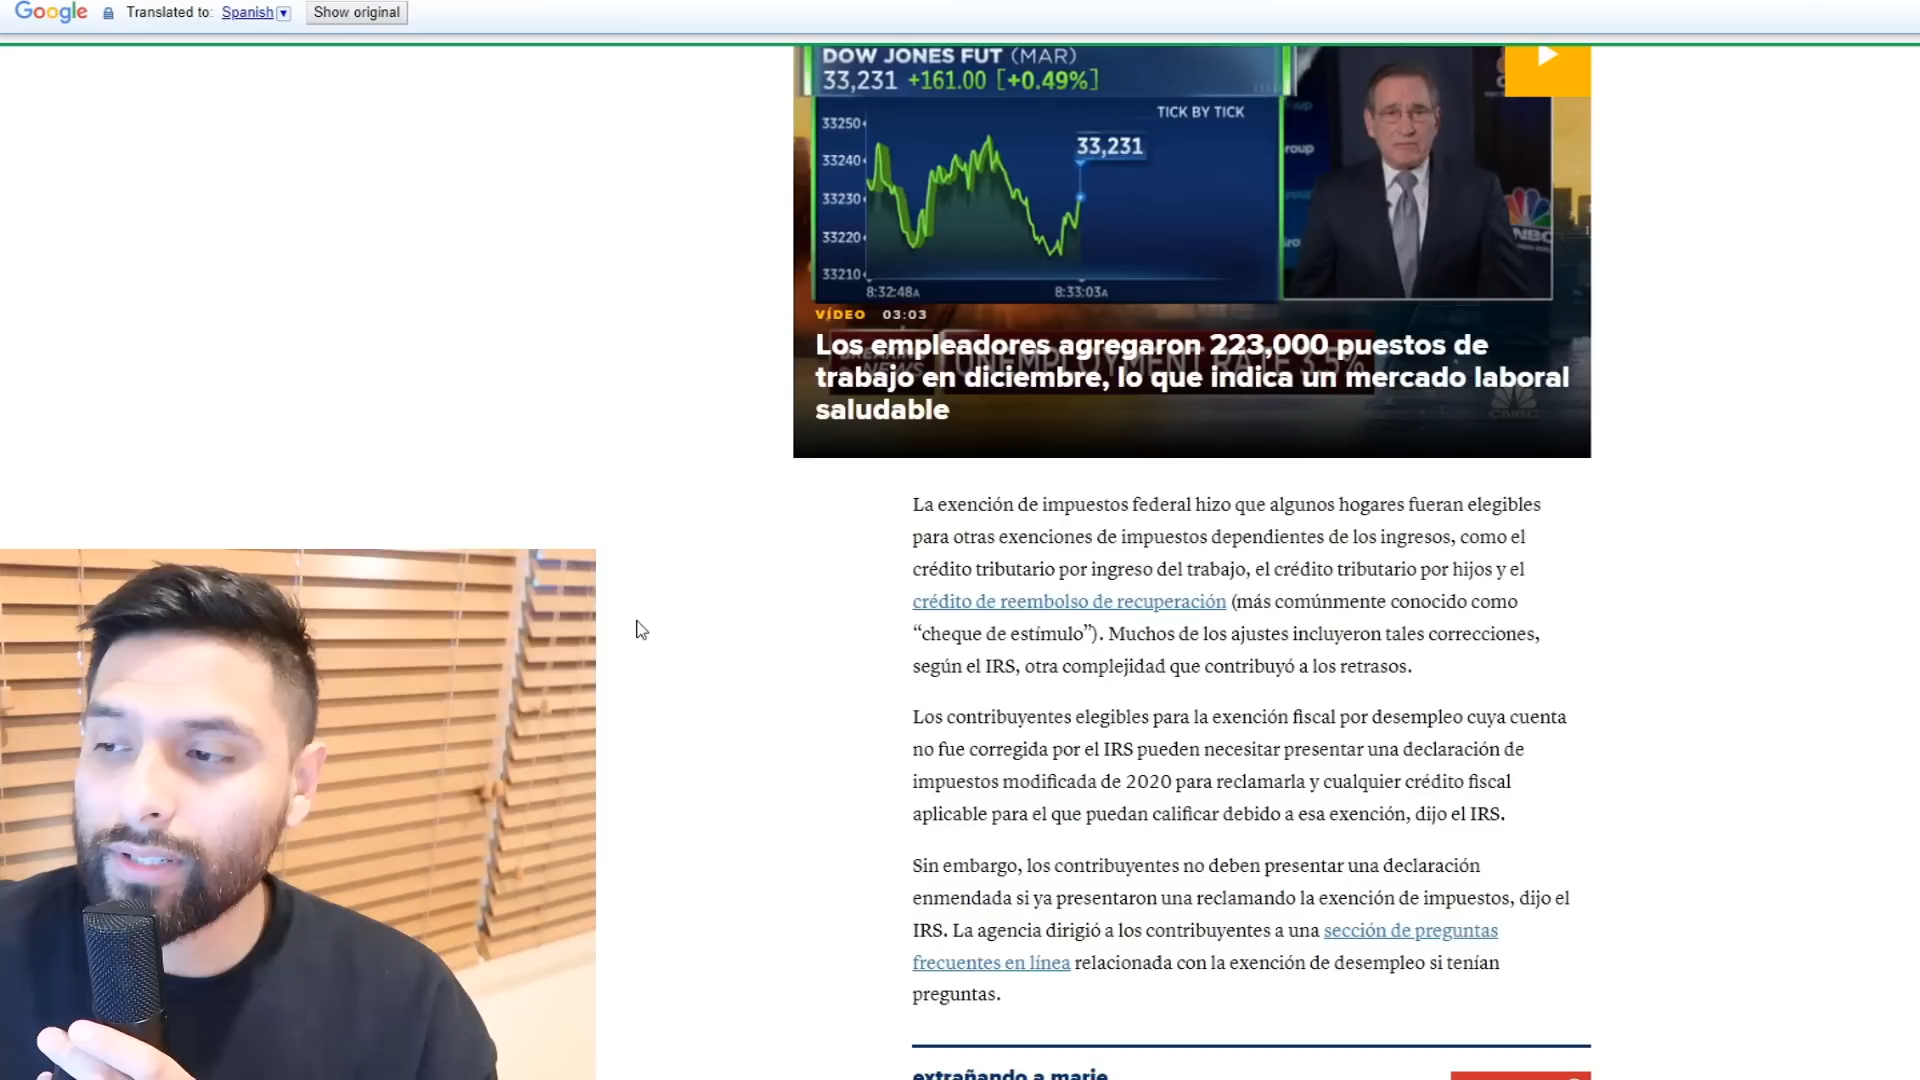 Google Translated to: Spanish Show original
DOW JONES FUT (MAR)
33,231 +161.00 [+0.49%]
TICK BY TICK
33250
33240
33230
33220
33210
33,231
8:32:48A 8:33:03A
roup
NBC
VÍDEO 03:03
UNEMPLOYMENT RATE 3.5%
NEWS
Los empleadores agregaron 223,000 puestos de
trabajo en diciembre, lo que indica un mercado laboral
saludable
CNBC
La exención de impuestos federal hizo que algunos hogares fueran elegibles
para otras exenciones de impuestos dependientes de los ingresos, como el
crédito tributario por ingreso del trabajo, el crédito tributario por hijos y el
crédito de reembolso de recuperación (más comúnmente conocido como
“cheque de estímulo”). Muchos de los ajustes incluyeron tales correcciones,
según el IRS, otra complejidad que contribuyó a los retrasos.
Los contribuyentes elegibles para la exención fiscal por desempleo cuya cuenta
no fue corregida por el IRS pueden necesitar presentar una declaración de
impuestos modificada de 2020 para reclamarla y cualquier crédito fiscal
aplicable para el que puedan calificar debido a esa exención, dijo el IRS.
Sin embargo, los contribuyentes no deben presentar una declaración
enmendada si ya presentaron una reclamando la exención de impuestos, dijo el
IRS. La agencia dirigió a los contribuyentes a una sección de preguntas
frecuentes en línea relacionada con la exención de desempleo si tenían
preguntas.
extrañando a marie